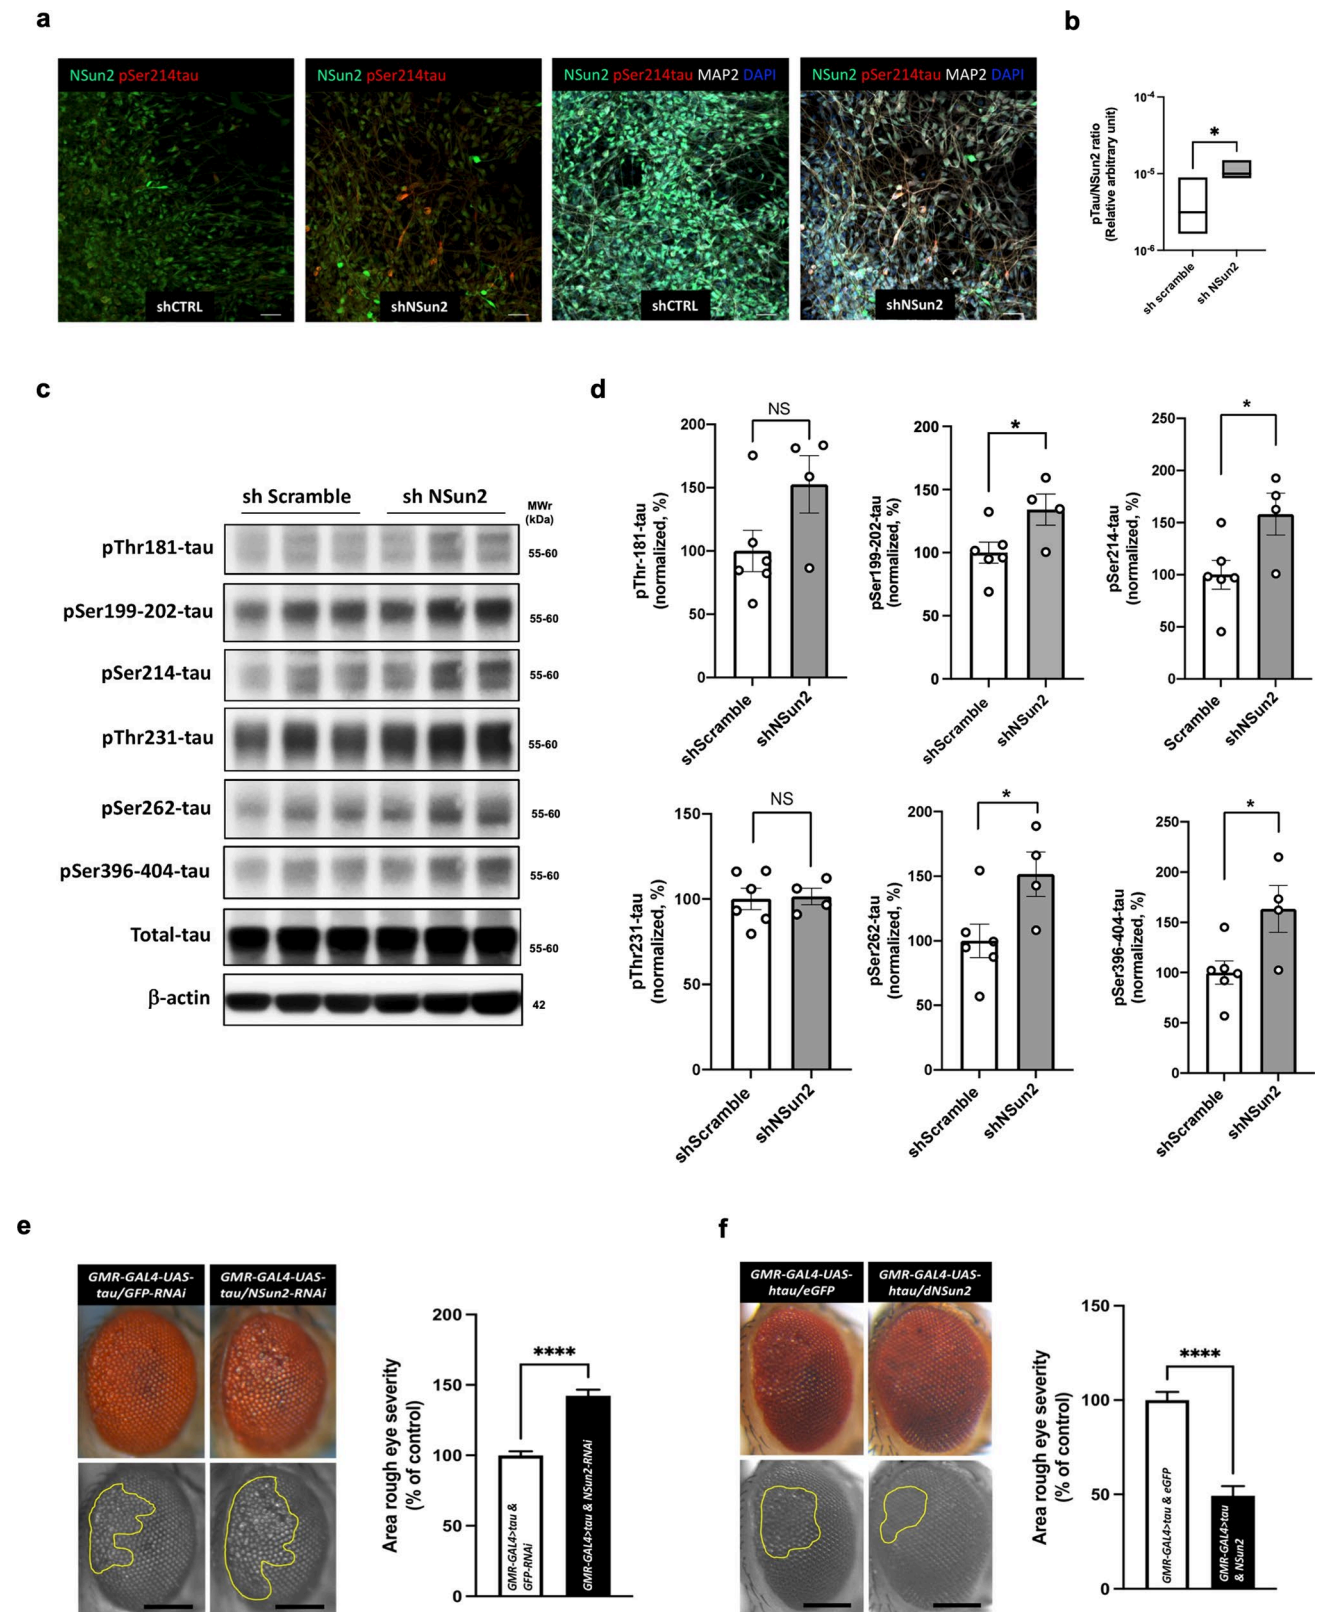 a
NSun2 pSer214tau
NSun2 pSer214tau
NSun2 pSer214tau MAP2 DAPI
NSun2 pSer214tau MAP2 DAPI
shCTRL
shNSun2
shCTRL
shNSun2
b
pTau/NSun2 ratio
(Relative arbitrary unit)
10-4
10-5
10-6
*
sh scramble
sh NSun2
c
sh Scramble
sh NSun2
MWr
(kDa)
pThr181-tau
55-60
pSer199-202-tau
55-60
pSer214-tau
55-60
pThr231-tau
55-60
pSer262-tau
55-60
pSer396-404-tau
55-60
Total-tau
55-60
β-actin
42
d
pThr-181-tau
(normalized, %)
200
150
100
50
0
NS
shScramble
shNSun2
pSer199-202-tau
(normalized, %)
200
150
100
50
0
*
shScramble
shNSun2
pSer214-tau
(normalized, %)
250
200
150
100
50
0
*
Scramble
shNSun2
pThr231-tau
(normalized, %)
150
100
50
0
NS
shScramble
shNSun2
pSer262-tau
(normalized, %)
200
150
100
50
0
*
shScramble
shNSun2
pSer396-404-tau
(normalized, %)
250
200
150
100
50
0
*
shScramble
shNSun2
e
GMR-GAL4-UAS-
tau/GFP-RNAi
GMR-GAL4-UAS-
tau/NSun2-RNAi
Area rough eye severity
(% of control)
200
150
100
50
0
****
GMR-GAL4>tau &
GFP-RNAi
GMR-GAL4>tau & NSun2-RNAi
f
GMR-GAL4-UAS-
htau/eGFP
GMR-GAL4-UAS-
htau/dNSun2
Area rough eye severity
(% of control)
150
100
50
0
****
GMR-GAL4>tau & eGFP
GMR-GAL4>tau
& NSun2